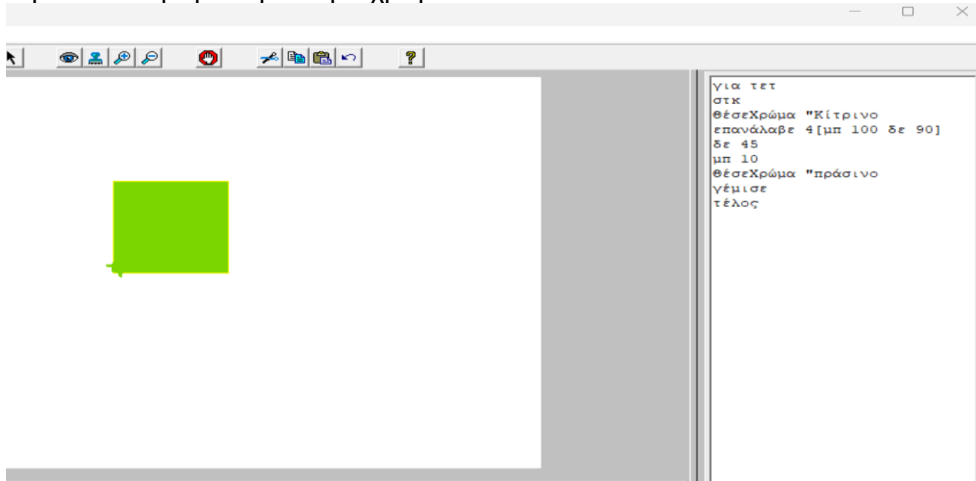 για τετ
στκ
θέσεΧρώμα "Κίτρινο
επανάλαβε 4[μπ 100 δε 90]
δε 45
μπ 10
θέσεΧρώμα "πράσινο
γέμισε
τέλος